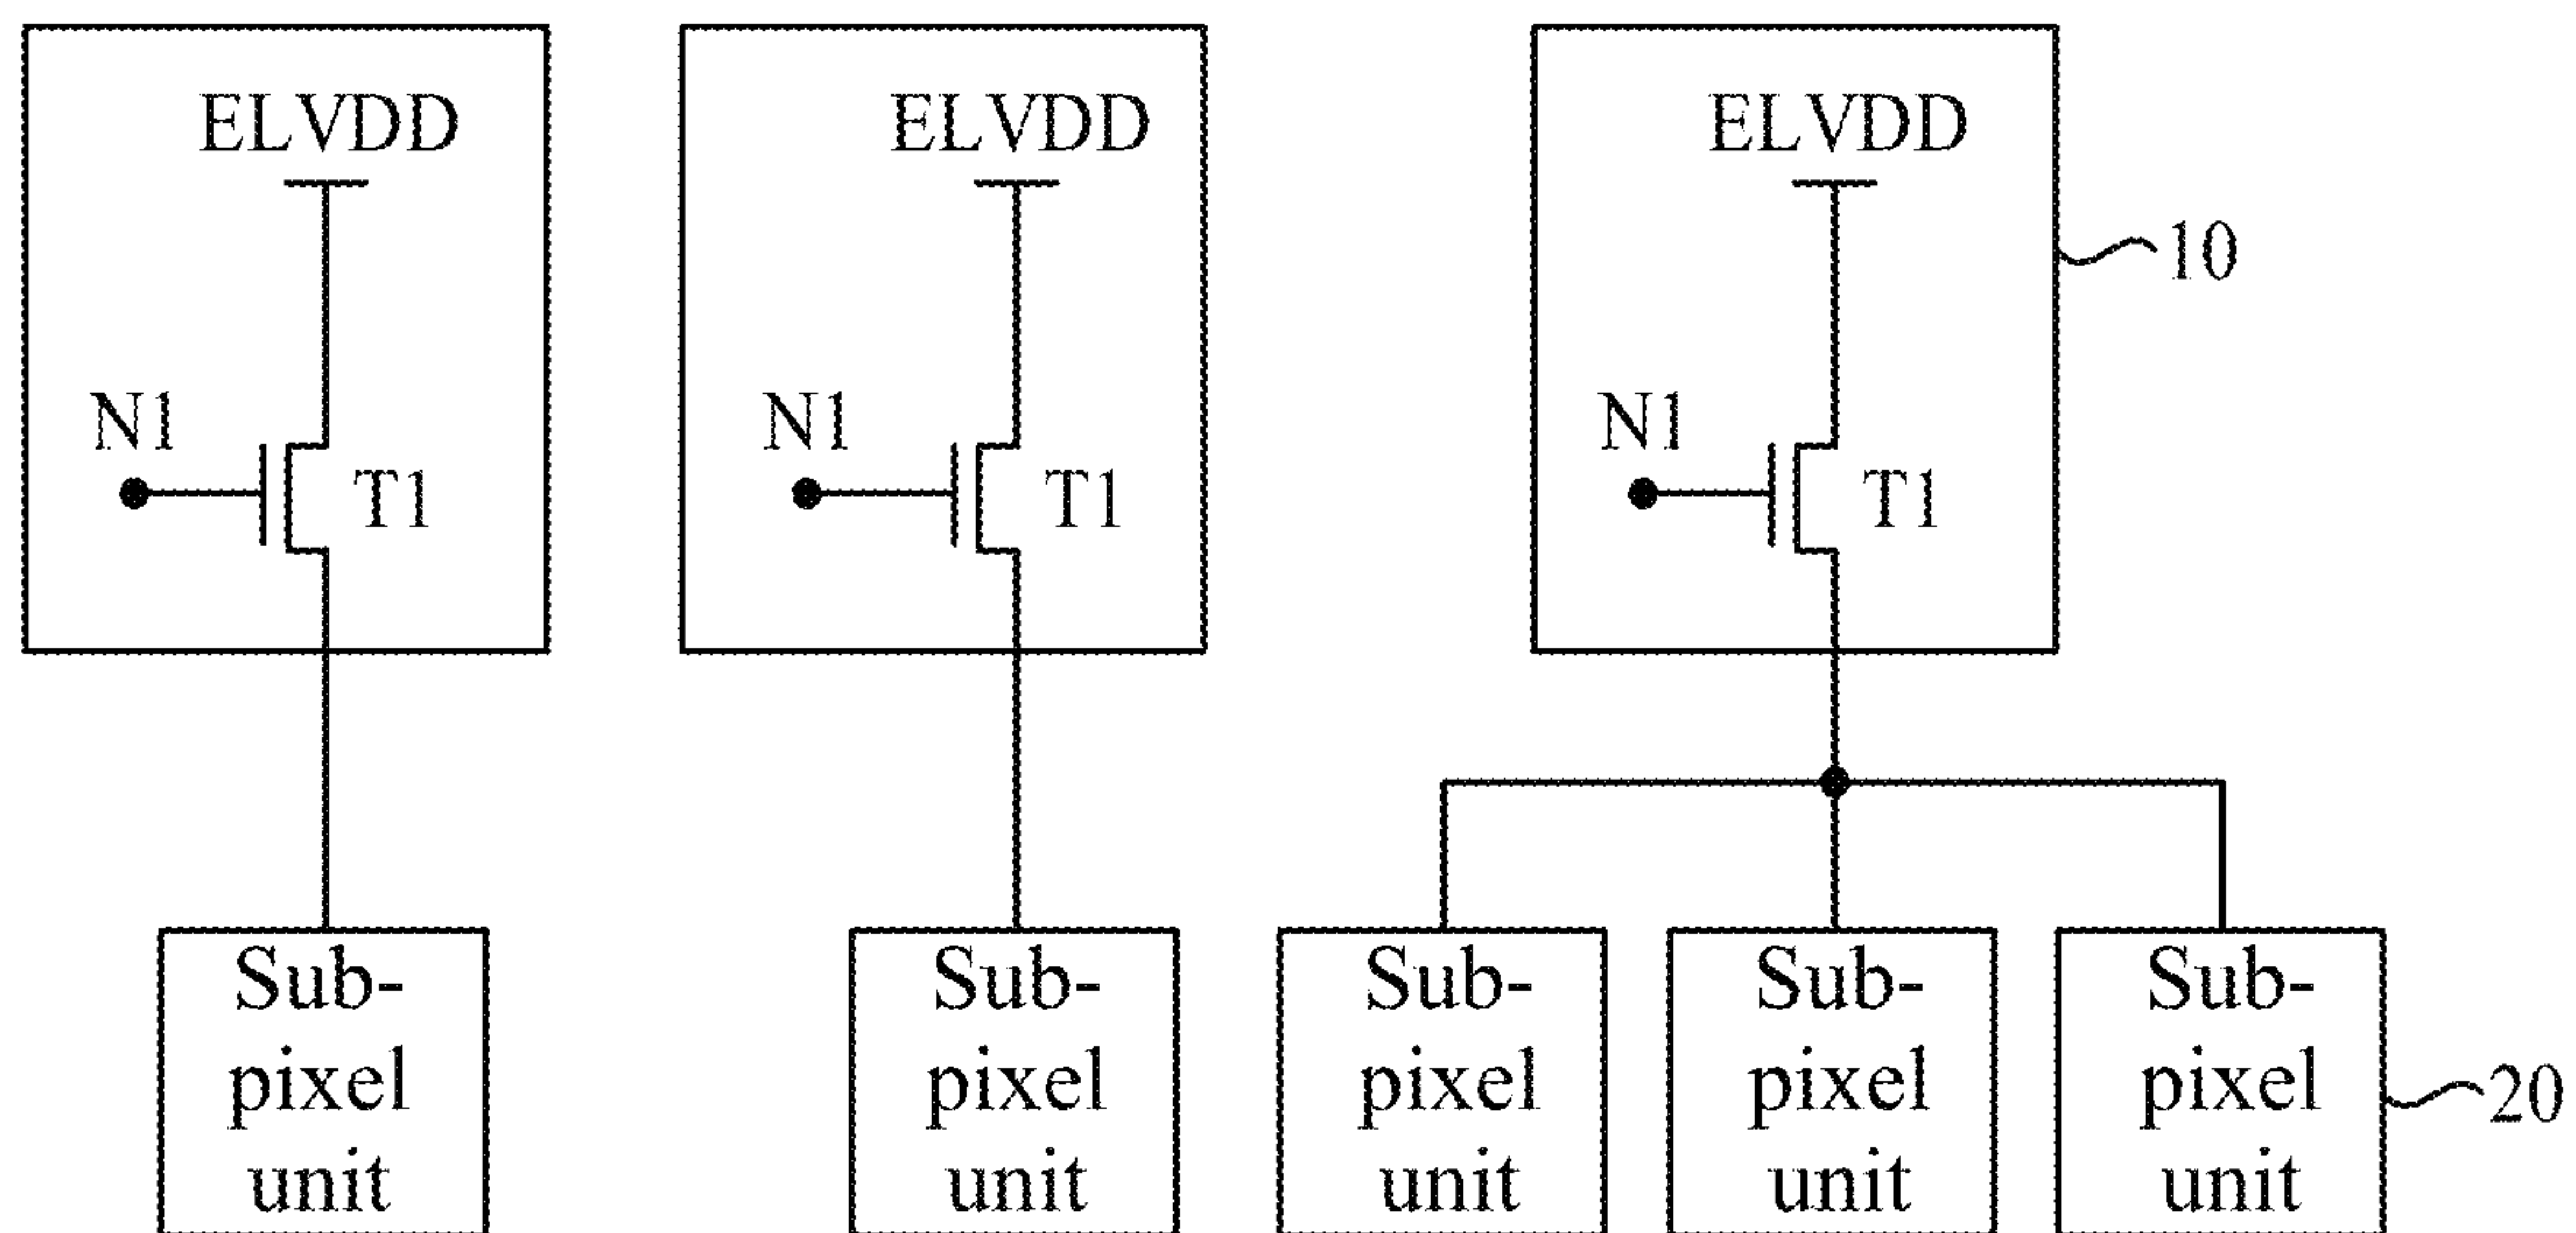 ELVDD ELVDD ELVDD
10
N1 N1 N1
T1 T1 T1
Sub- Sub- Sub- Sub- Sub-
pixel pixel pixel pixel pixel
20
unit unit unit unit unit